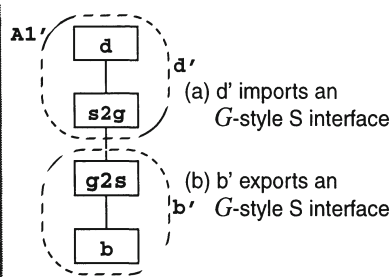 A1'
d
d'
s2g
(a) d' imports an
G-style S interface
g2s
(b) b' exports an
b'
G-style S interface
b